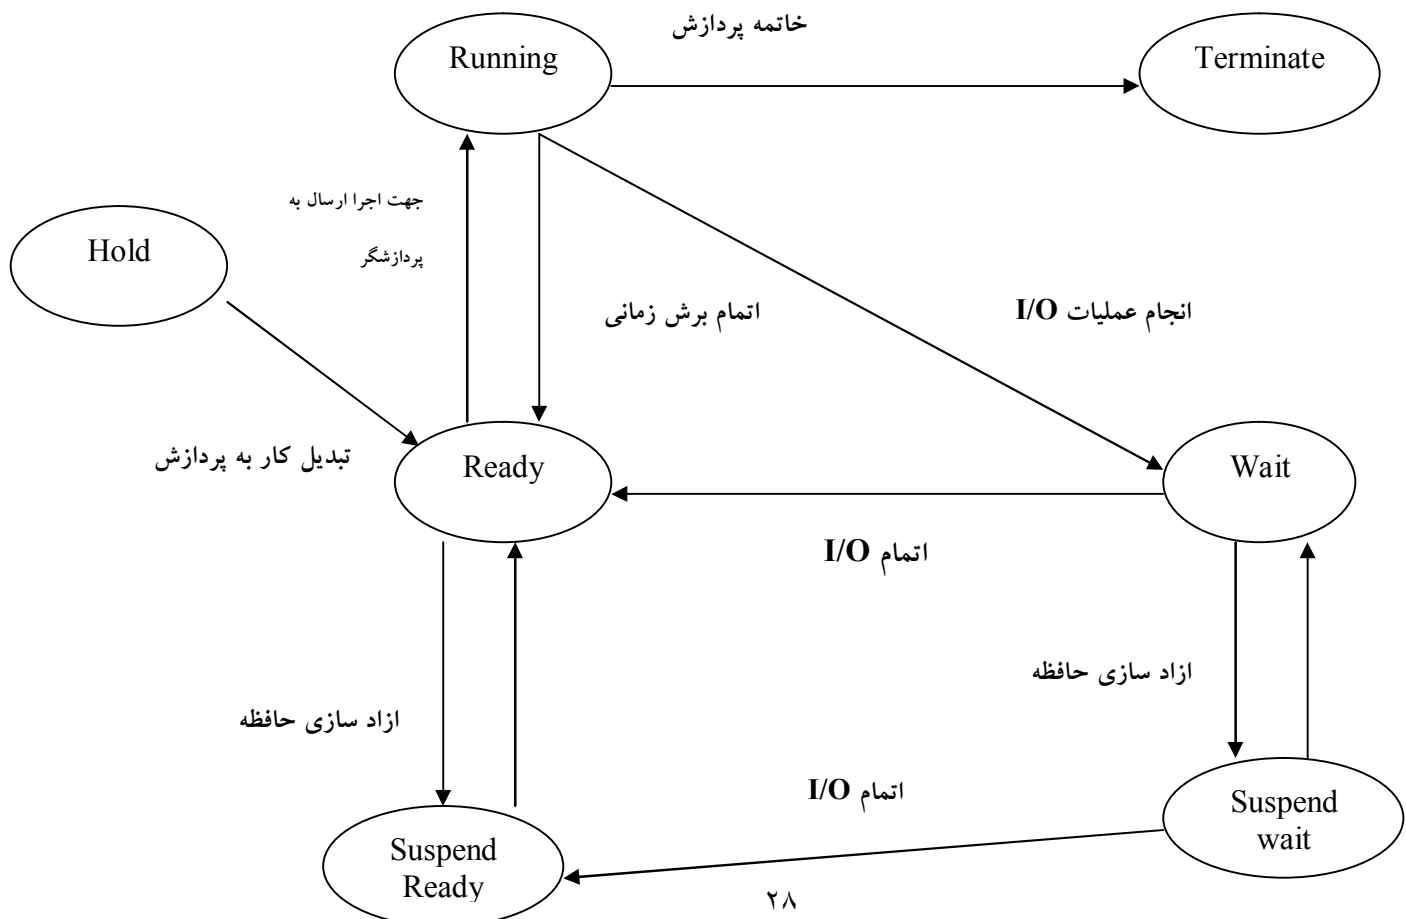 خاتمه پردازش
Running
Terminate
جهت اجرا ارسال به
پردازشگر
Hold
اتمام برش زمانی
انجام عملیات I/O
تبدیل کار به پردازش
Ready
Wait
اتمام I/O
ازاد سازی حافظه
ازاد سازی حافظه
اتمام I/O
Suspend
wait
Suspend
Ready
۲۸